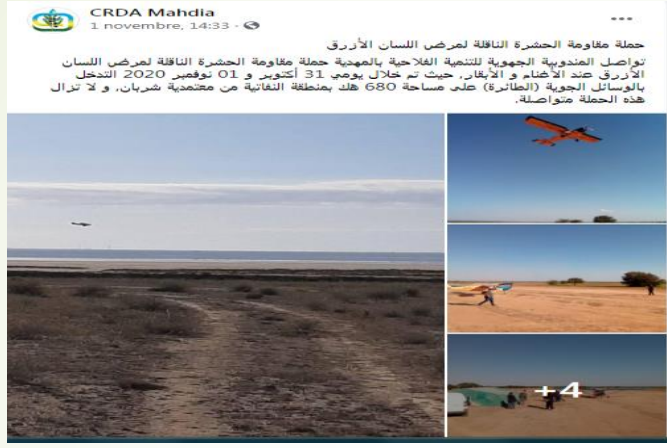 CRDA Mahdia
1 novembre, 14:33 ·
حملة مقاومة الحشرة الناقلة لمرض اللسان الأزرق
تواصل المندوبية الجهوية للتنمية الفلاحية بالمهدية حملة مقاومة الحشرة الناقلة لمرض اللسان
الأزرق عند الأغنام و الأبقار, حيث تم خلال يومي 31 أكتوبر و 01 نوفمبر 2020 التدخل
بالوسائل الجوية (الطائرة) على مساحة 680 هك بمنطقة النفاتية من معتمدية شربان, و لا تزال
هذه الحملة متواصلة.
+4